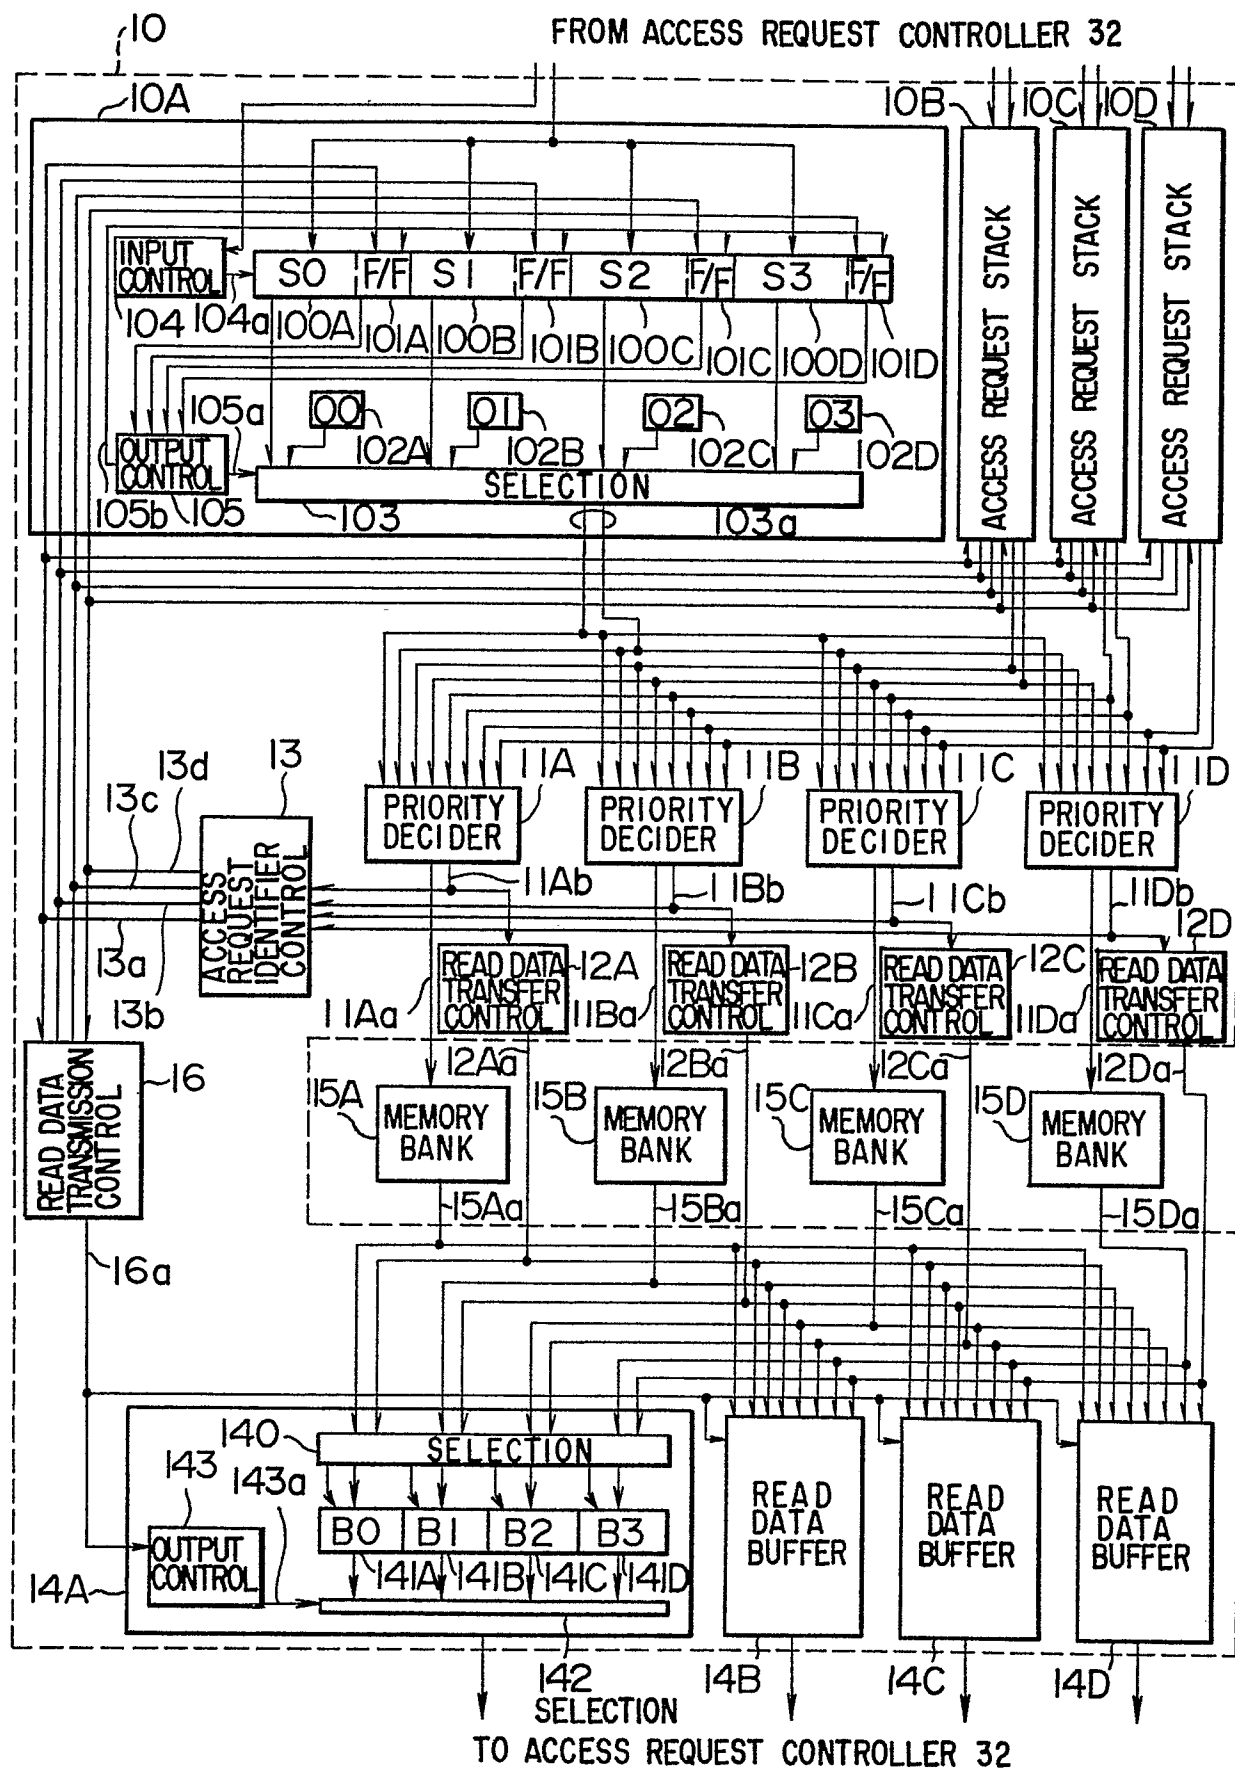 FROM ACCESS REQUEST CONTROLLER 32
10
10A
10B
10C
10D
INPUT
CONTROL
S0
F/F
S1
F/F
S2
F/F
S3
F/F
104
104a
100A
101A
100B
101B
100C
101C
100D
101D
ACCESS REQUEST STACK
ACCESS REQUEST STACK
ACCESS REQUEST STACK
105a
00
01
02
03
102A
102B
102C
102D
OUTPUT
CONTROL
SELECTION
105b
105
103
103a
13d
13
13c
11A
11B
11C
11D
PRIORITY
DECIDER
PRIORITY
DECIDER
PRIORITY
DECIDER
PRIORITY
DECIDER
ACCESS
REQUEST
IDENTIFIER
CONTROL
11Ab
11Bb
11Cb
11Db
13a
13b
12A
12B
12C
12D
READ DATA
TRANSFER
CONTROL
READ DATA
TRANSFER
CONTROL
READ DATA
TRANSFER
CONTROL
READ DATA
TRANSFER
CONTROL
11Aa
11Ba
11Ca
11Da
12Aa
12Ba
12Ca
12Da
READ DATA
TRANSMISSION
CONTROL
16
15A
15B
15C
15D
MEMORY
BANK
MEMORY
BANK
MEMORY
BANK
MEMORY
BANK
15Aa
15Ba
15Ca
15Da
16a
140
SELECTION
143
143a
B0
B1
B2
B3
OUTPUT
CONTROL
141A
141B
141C
141D
14A
READ
DATA
BUFFER
READ
DATA
BUFFER
READ
DATA
BUFFER
142
SELECTION
14B
14C
14D
TO ACCESS REQUEST CONTROLLER 32